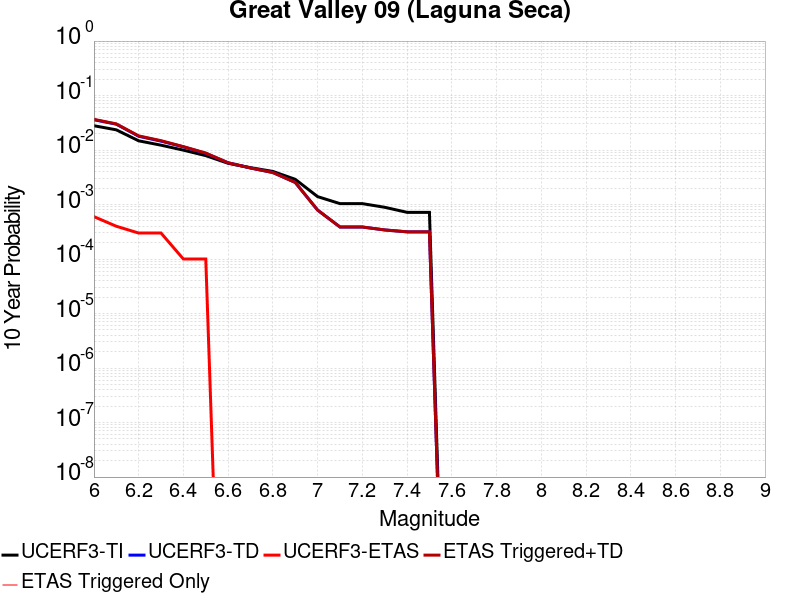 Great Valley 09 (Laguna Seca)
10 0
10 -1
10 -2
10 -3
10 -4
10 -5
10 -6
10 -7
10 -8
10 Year Probability
6 6.2 6.4 6.6 6.8 7 7.2 7.4 7.6 7.8 8 8.2 8.4 8.6 8.8 9
Magnitude
UCERF3-TI UCERF3-TD UCERF3-ETAS ETAS Triggered+TD
ETAS Triggered Only